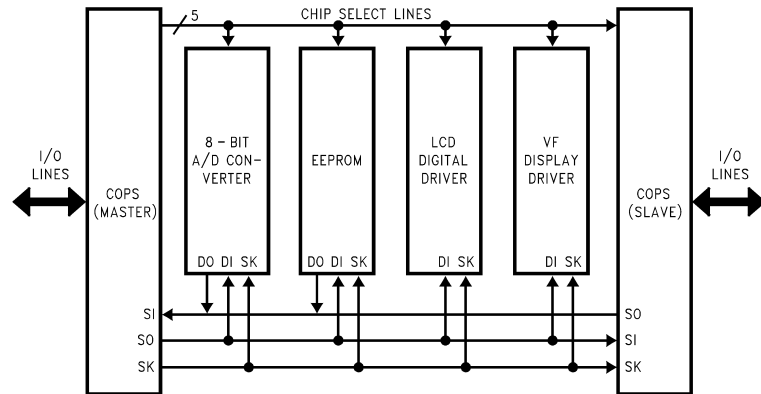 5
CHIP SELECT LINES
I/O
LINES
COPS
(MASTER)
8 – BIT
A/D CON-
VERTER
DO DI SK
EEPROM
DO DI SK
LCD
DIGITAL
DRIVER
DI SK
VF
DISPLAY
DRIVER
DI SK
COPS
(SLAVE)
I/O
LINES
SI
SO
SK
SO
SI
SK